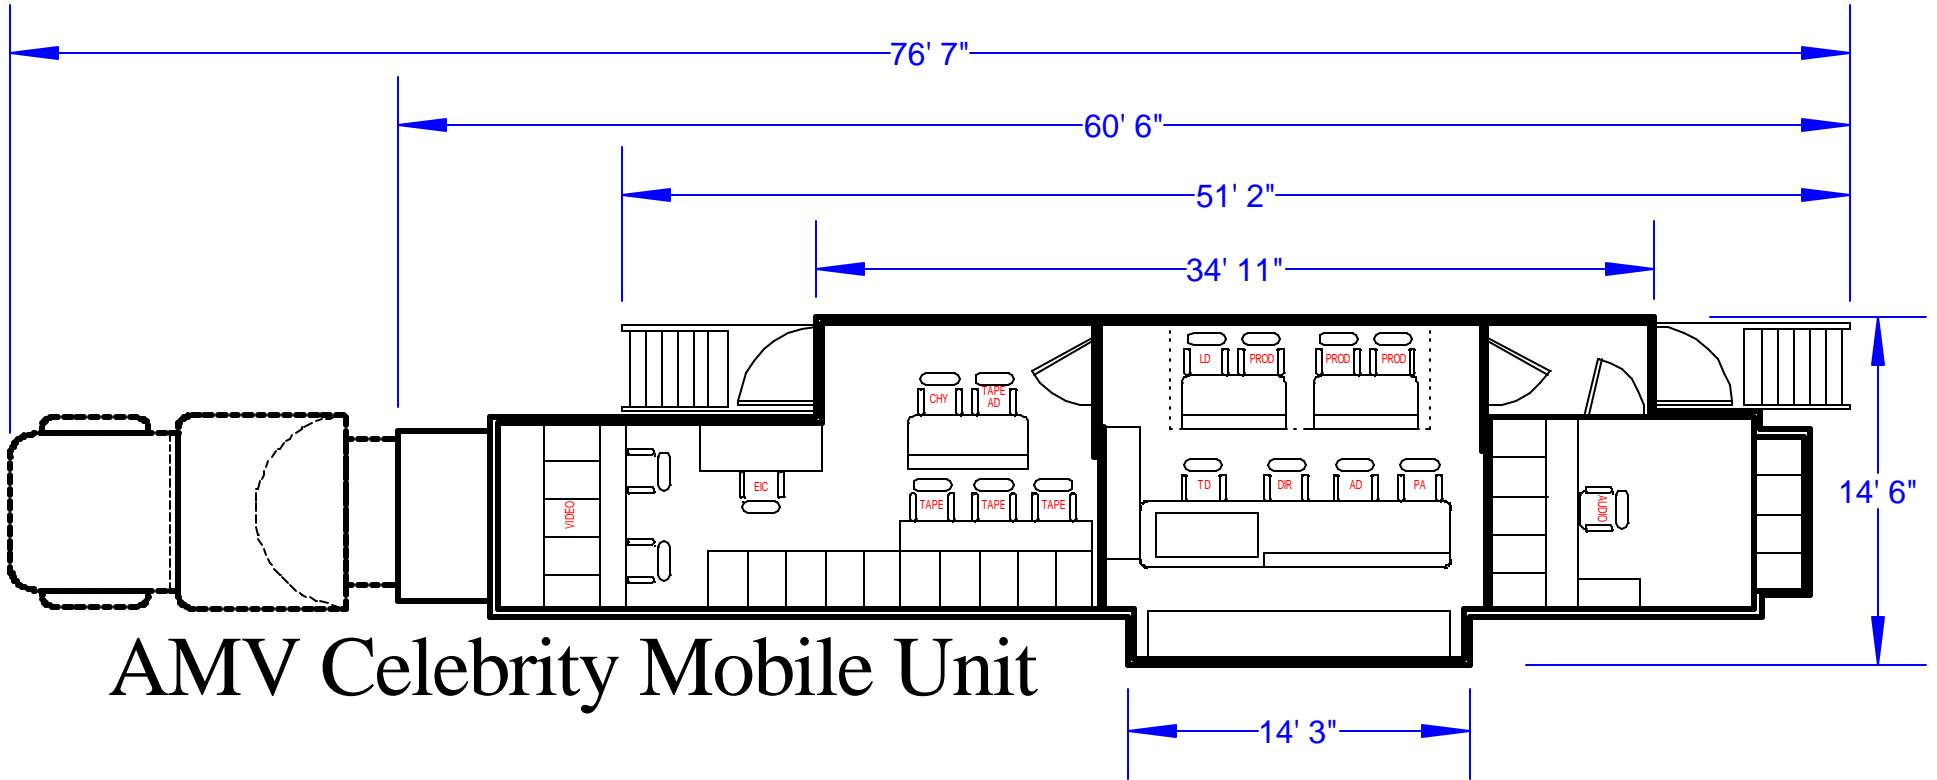 76' 7"
60' 6"
51' 2"
34' 11"
LD
PROD
PROD
PROD
CHY
TAPE
AD
TD
DIR
AD
PA
EIC
TAPE
TAPE
TAPE
VIDEO
AUDIO
14' 6"
AMV Celebrity Mobile Unit
14' 3"